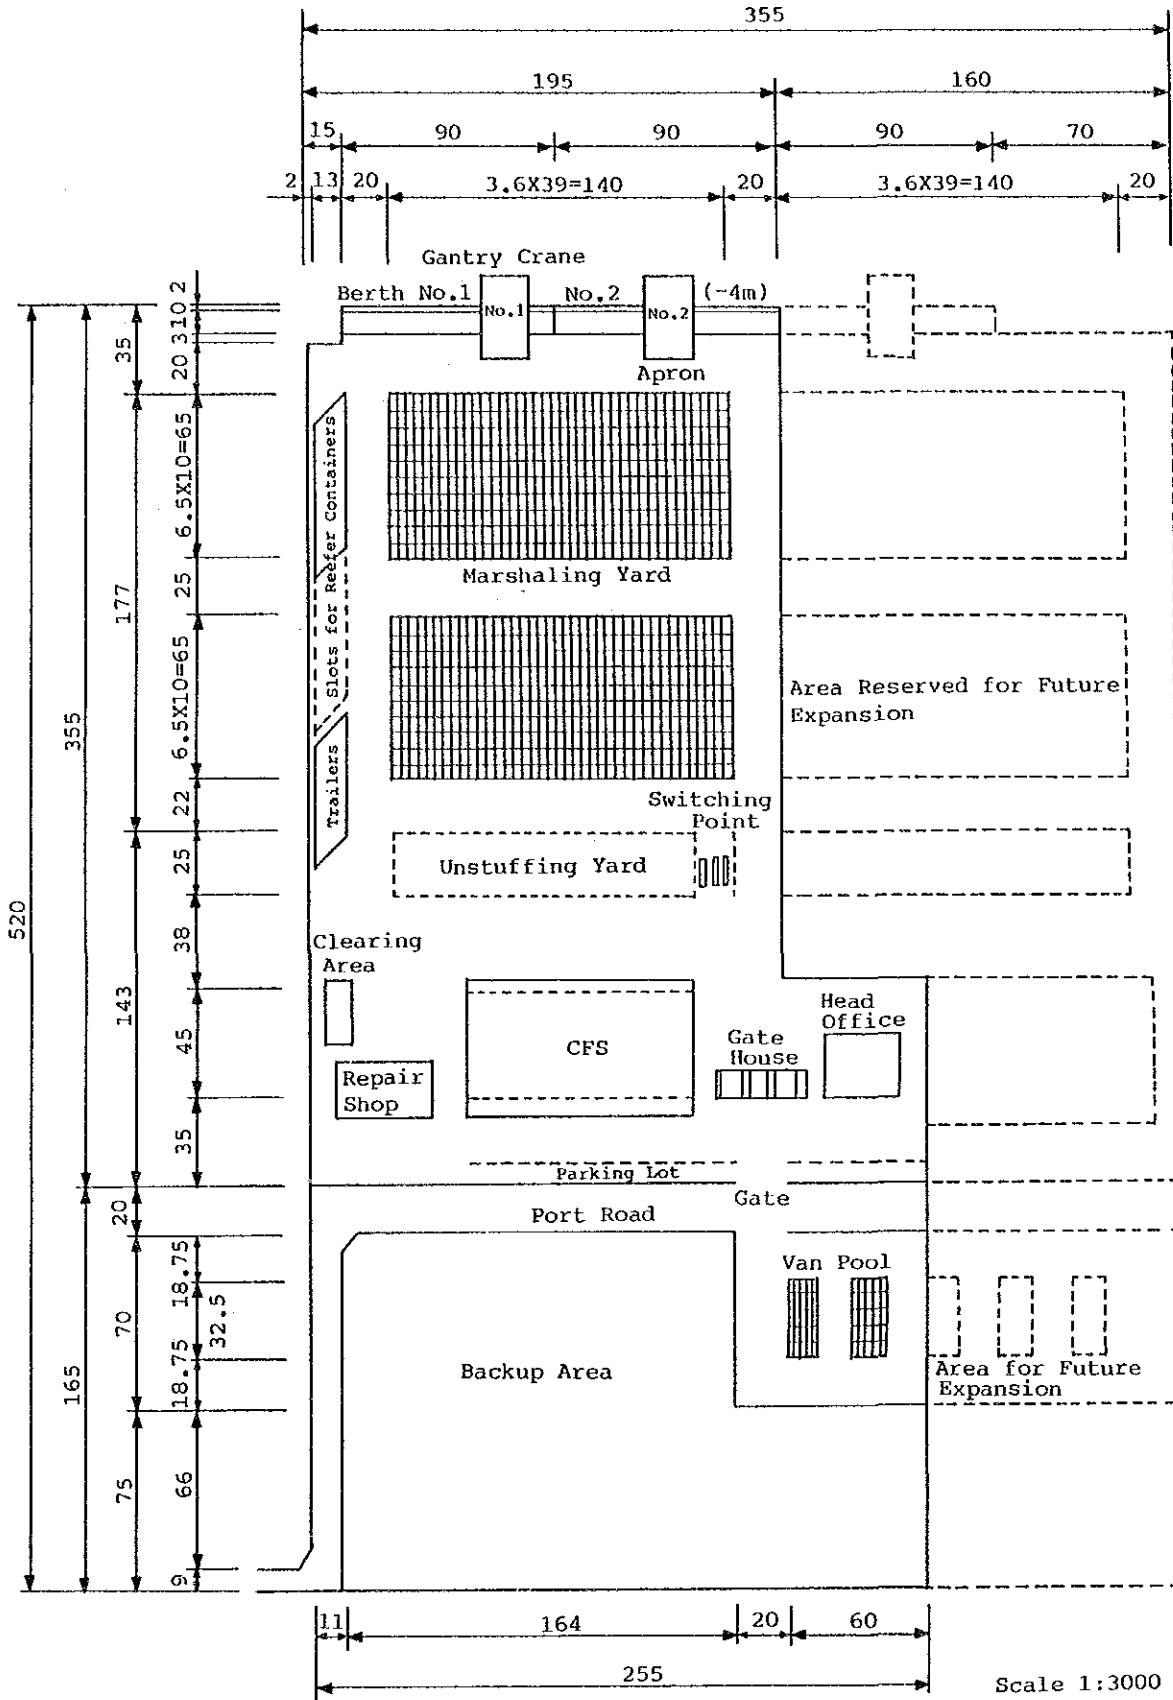 355
195
160
15
90
90
90
70
2
13
20
3.6X39=140
20
3.6X39=140
20
Gantry Crane
Berth No.1
No.2
(-4m)
No.1
No.2
Apron
2
10
3
20
35
6.5X10=65
Slots for Reefer Containers
25
Marshaling Yard
177
6.5X10=65
Area Reserved for Future
Expansion
355
Trailers
22
Switching
Point
25
Unstuffing Yard
520
38
Clearing
Area
143
45
CFS
Head
Office
Gate
House
Repair
Shop
35
Parking Lot
Gate
20
Port Road
18.75
Van Pool
70
32.5
18.75
165
Backup Area
Area for Future
Expansion
75
66
9
11
164
20
60
255
Scale 1:3000